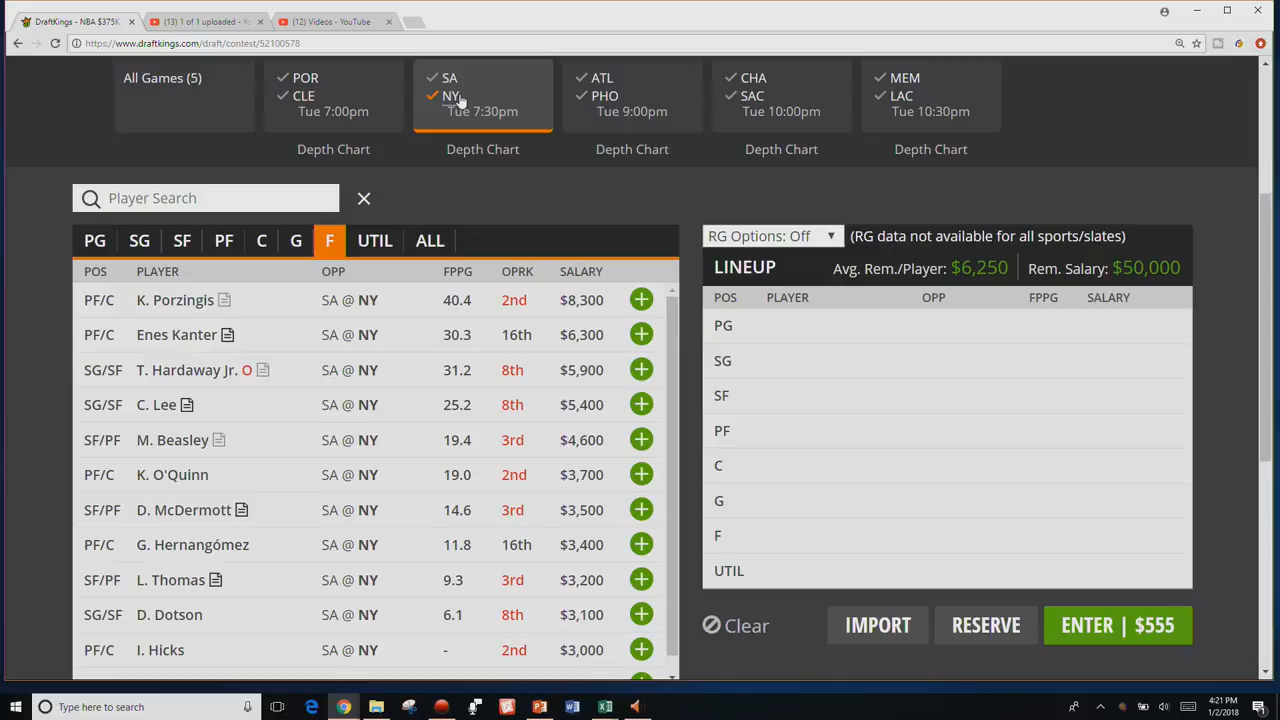 DraftKings - NBA $375K
(13) 1 of 1 uploaded - Yo
(12) Videos - YouTube
https://www.draftkings.com/draft/contest/52100578
All Games (5)
POR
CLE
Tue 7:00pm
SA
NY
Tue 7:30pm
ATL
PHO
Tue 9:00pm
CHA
SAC
Tue 10:00pm
MEM
LAC
Tue 10:30pm
Depth Chart Depth Chart Depth Chart Depth Chart Depth Chart
Player Search
PG SG SF PF C G F UTIL ALL
POS PLAYER OPP FPPG OPRK SALARY
PF/C K. Porzingis SA @ NY 40.4 2nd $8,300
PF/C Enes Kanter SA @ NY 30.3 16th $6,300
SG/SF T. Hardaway Jr. O SA @ NY 31.2 8th $5,900
SG/SF C. Lee SA @ NY 25.2 8th $5,400
SF/PF M. Beasley SA @ NY 19.4 3rd $4,600
PF/C K. O'Quinn SA @ NY 19.0 2nd $3,700
SF/PF D. McDermott SA @ NY 14.6 3rd $3,500
PF/C G. Hernangómez SA @ NY 11.8 16th $3,400
SF/PF L. Thomas SA @ NY 9.3 3rd $3,200
SG/SF D. Dotson SA @ NY 6.1 8th $3,100
PF/C I. Hicks SA @ NY - 2nd $3,000
RG Options: Off (RG data not available for all sports/slates)
LINEUP Avg. Rem./Player: $6,250 Rem. Salary: $50,000
POS PLAYER OPP FPPG SALARY
PG
SG
SF
PF
C
G
F
UTIL
Clear IMPORT RESERVE ENTER | $555
Type here to search
4:21 PM
1/2/2018